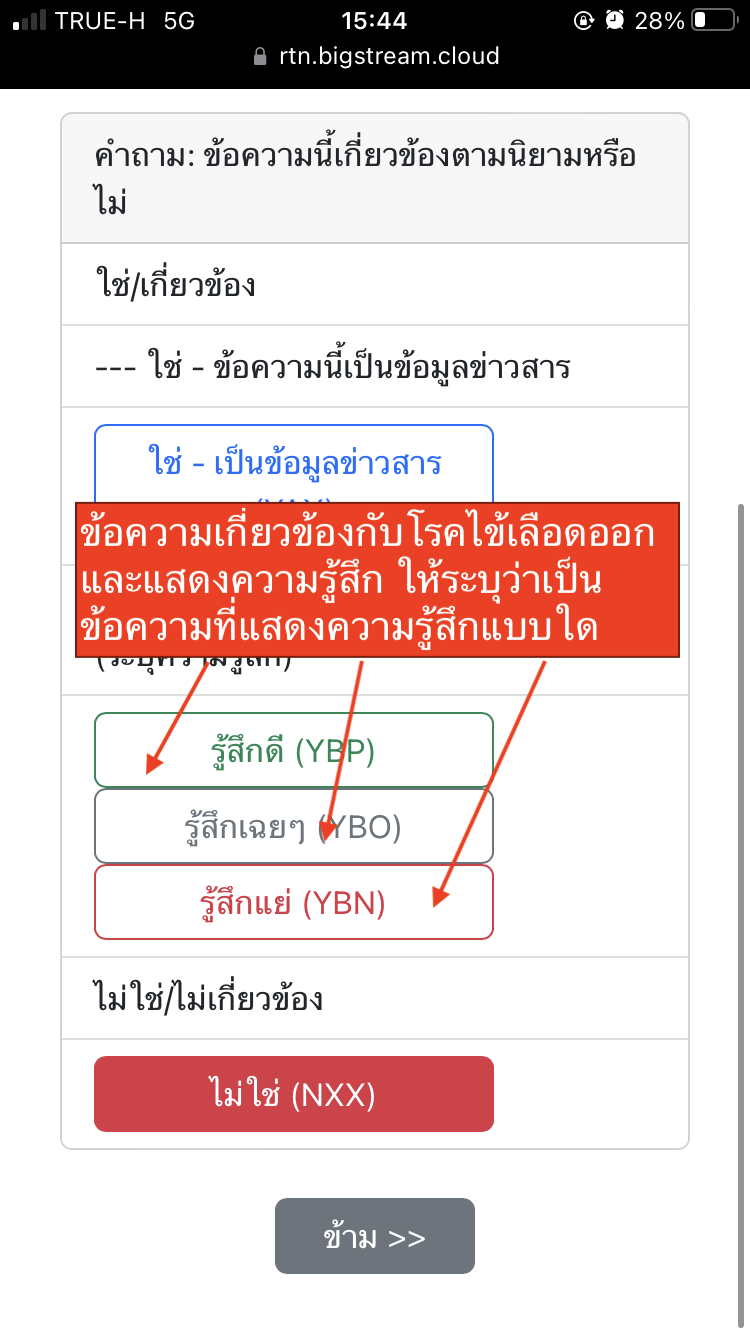 TRUE-H 5G 15:44 28%
rtn.bigstream.cloud
คำถาม: ข้อความนี้เกี่ยวข้องตามนิยามหรือ
ไม่
ใช่/เกี่ยวข้อง
--- ใช่ - ข้อความนี้เป็นข้อมูลข่าวสาร
ใช่ - เป็นข้อมูลข่าวสาร
ข้อความเกี่ยวข้องกับโรคไข้เลือดออก
และแสดงความรู้สึก ให้ระบุว่าเป็น
ข้อความที่แสดงความรู้สึกแบบใด
รู้สึกดี (YBP)
รู้สึกเฉยๆ (YBO)
รู้สึกแย่ (YBN)
ไม่ใช่/ไม่เกี่ยวข้อง
ไม่ใช่ (NXX)
ข้าม >>